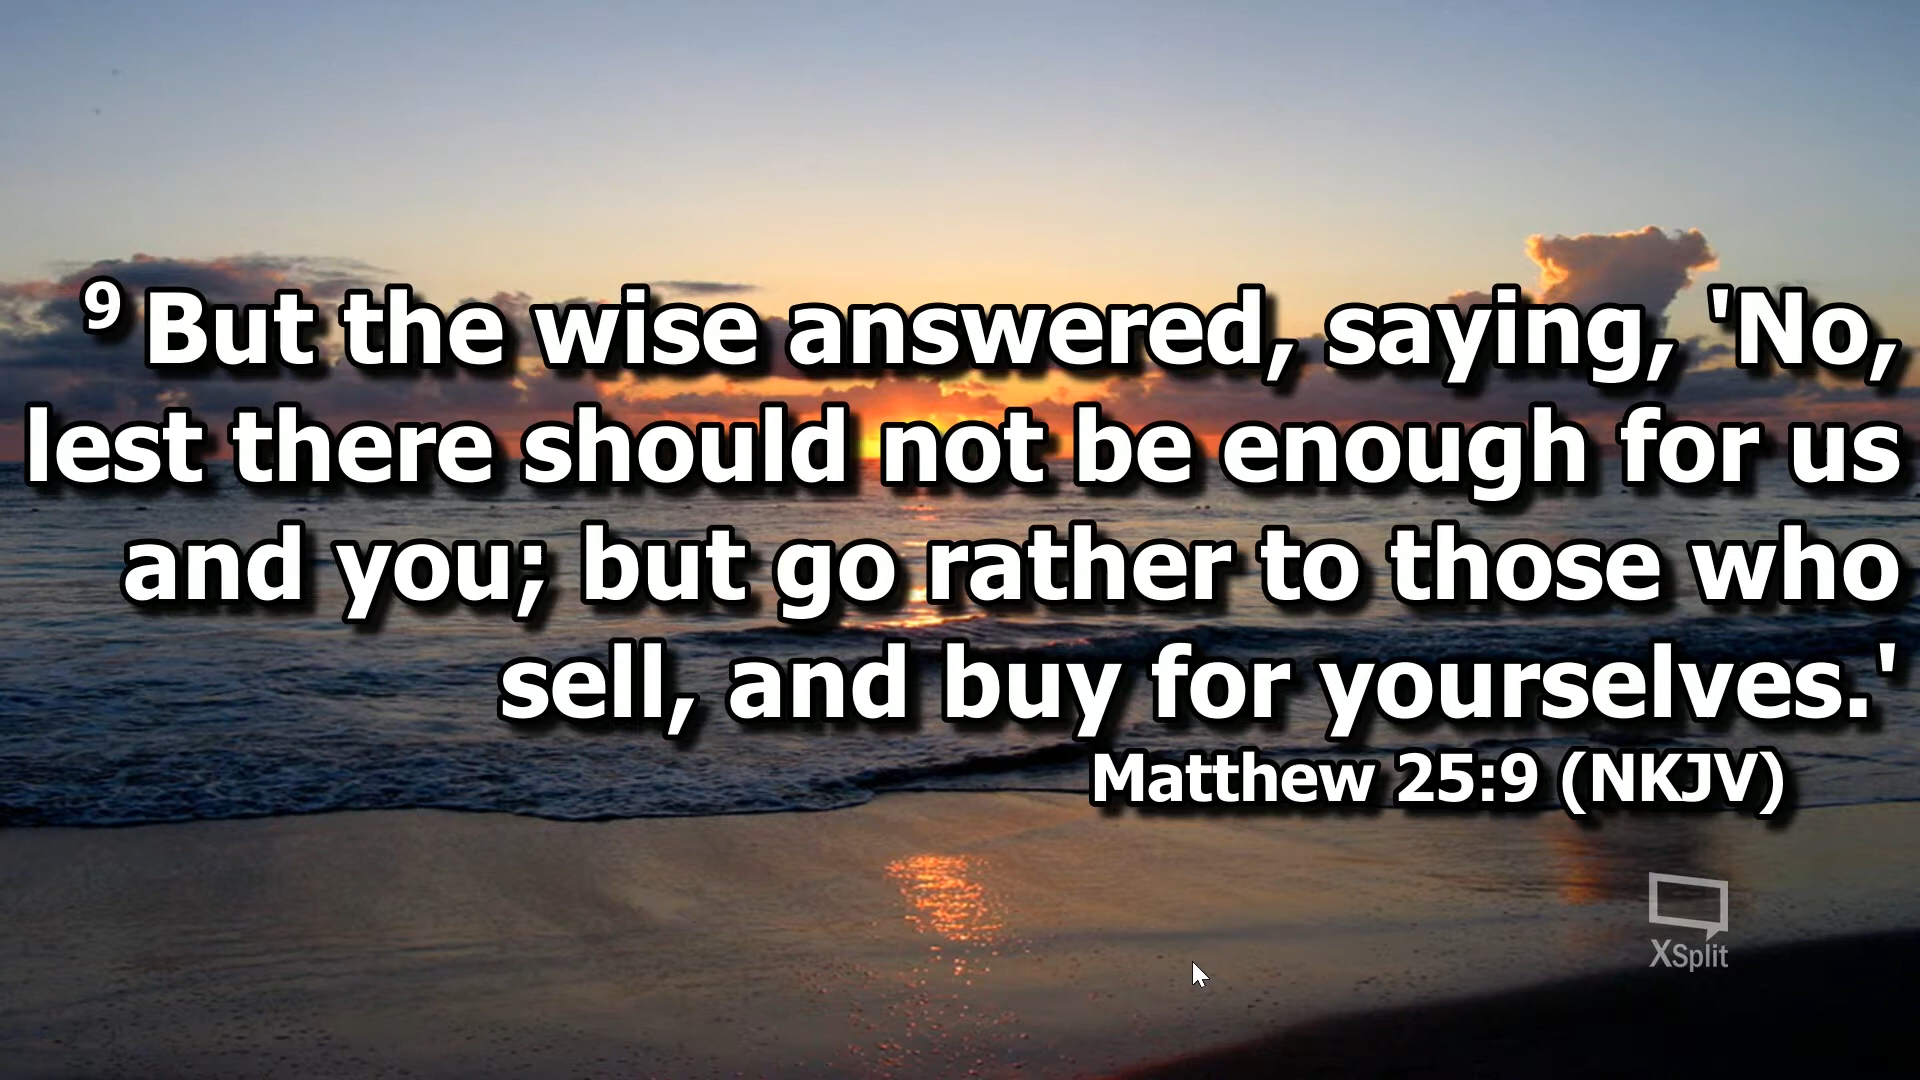 9 But the wise answered, saying, 'No,
lest there should not be enough for us
and you; but go rather to those who
sell, and buy for yourselves.'
Matthew 25:9 (NKJV)
XSplit